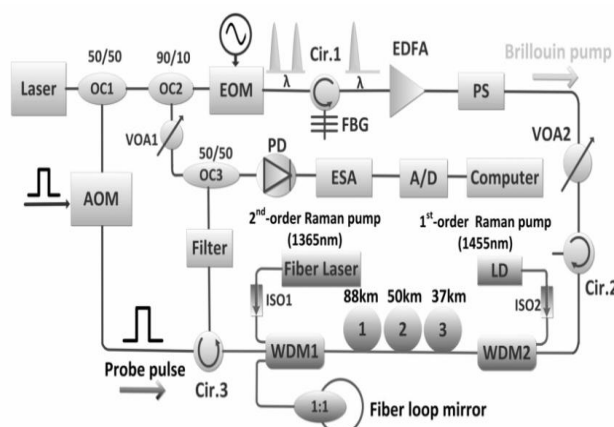 50/50
90/10
Cir.1
EDFA
Brillouin pump
Laser
OC1
OC2
EOM
λ
λ
PS
FBG
VOA1
50/50
PD
VOA2
OC3
ESA
A/D
Computer
AOM
2nd-order Raman pump
(1365nm)
1st-order Raman pump
(1455nm)
Filter
Fiber Laser
LD
Cir.2
ISO1
88km
50km
37km
ISO2
1
2
3
WDM1
WDM2
Probe pulse
Cir.3
1:1
Fiber loop mirror